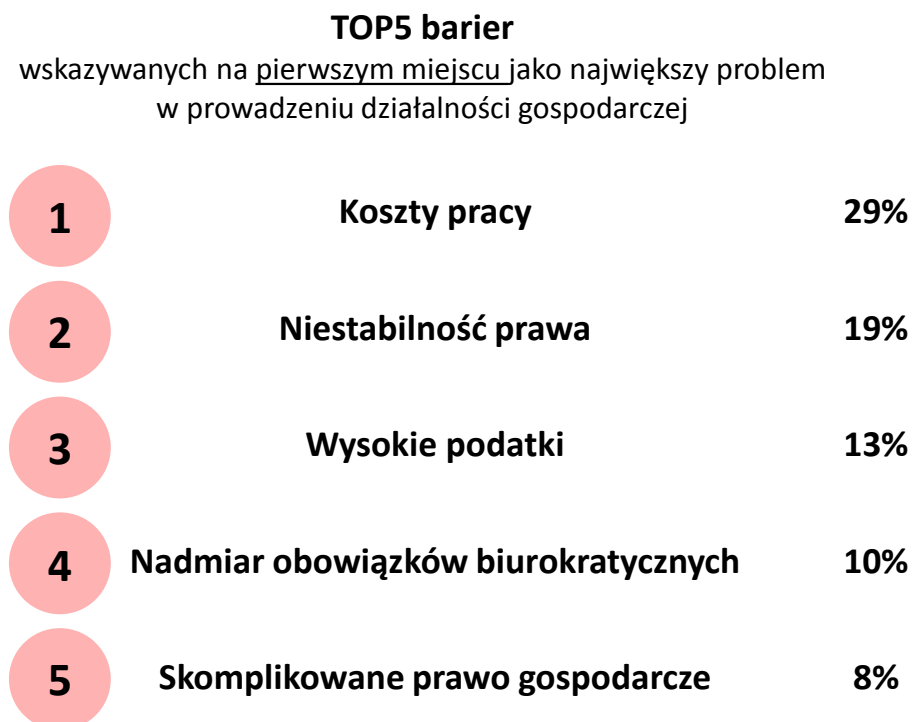 TOP5 barier
wskazywanych na pierwszym miejscu jako największy problem
w prowadzeniu działalności gospodarczej
1 Koszty pracy 29%
2 Niestabilność prawa 19%
3 Wysokie podatki 13%
4 Nadmiar obowiązków biurokratycznych 10%
5 Skomplikowane prawo gospodarcze 8%